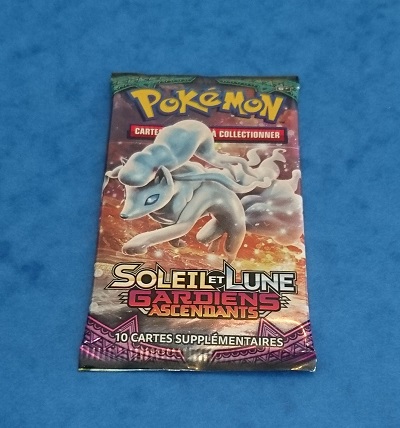 POKéMON
CARTES À COLLECTIONNER
SOLEIL ET LUNE
GARDIENS
ASCENDANTS
10 CARTES SUPPLÉMENTAIRES